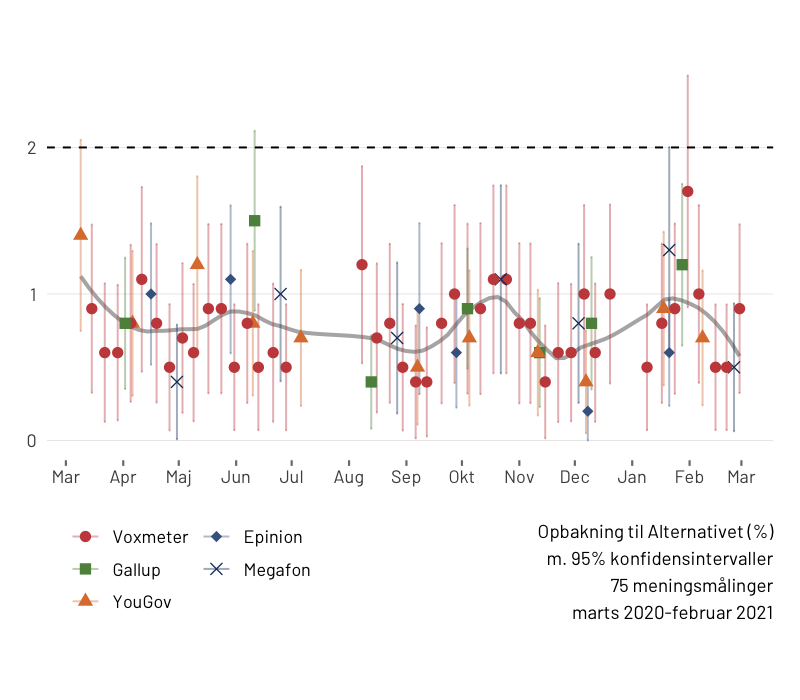 2
1
0
Mar Apr Maj Jun Jul Aug Sep Okt Nov Dec Jan Feb Mar
Voxmeter Epinion
Gallup Megafon
YouGov
Opbakning til Alternativet (%)
m. 95% konfidensintervaller
75 meningsmålinger
marts 2020-februar 2021